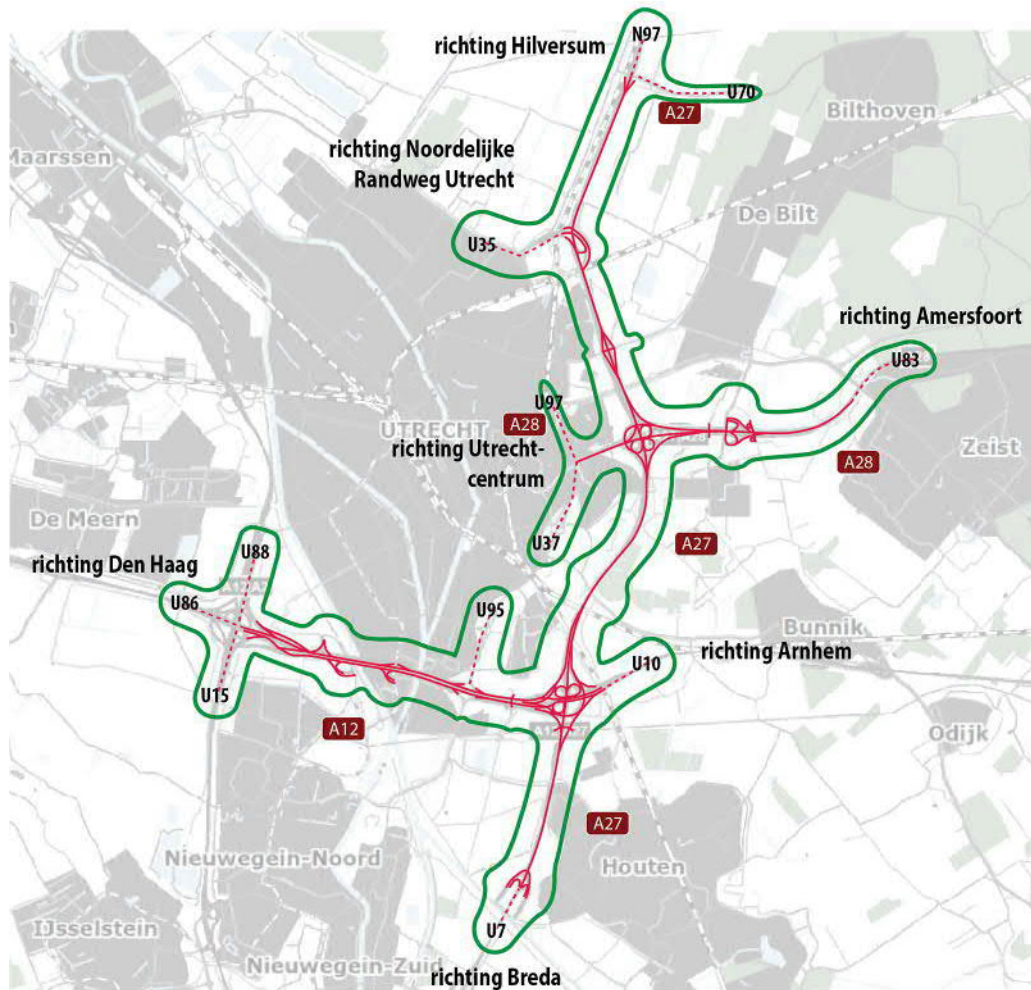 richting Hilversum
N97
U70
A27
Bilthoven
Maarssen
richting Noordelijke
Randweg Utrecht
De Bilt
U35
richting Amersfoort
U83
U97
A28
UTRECHT
richting Utrecht-
centrum
A28
Zeist
De Meern
U37
A27
U88
richting Den Haag
U86
U95
Bunnik
richting Arnhem
U10
U15
A12
Odijk
A27
Nieuwegein-Noord
Houten
U7
IJsselstein
Nieuwegein-Zuid
richting Breda